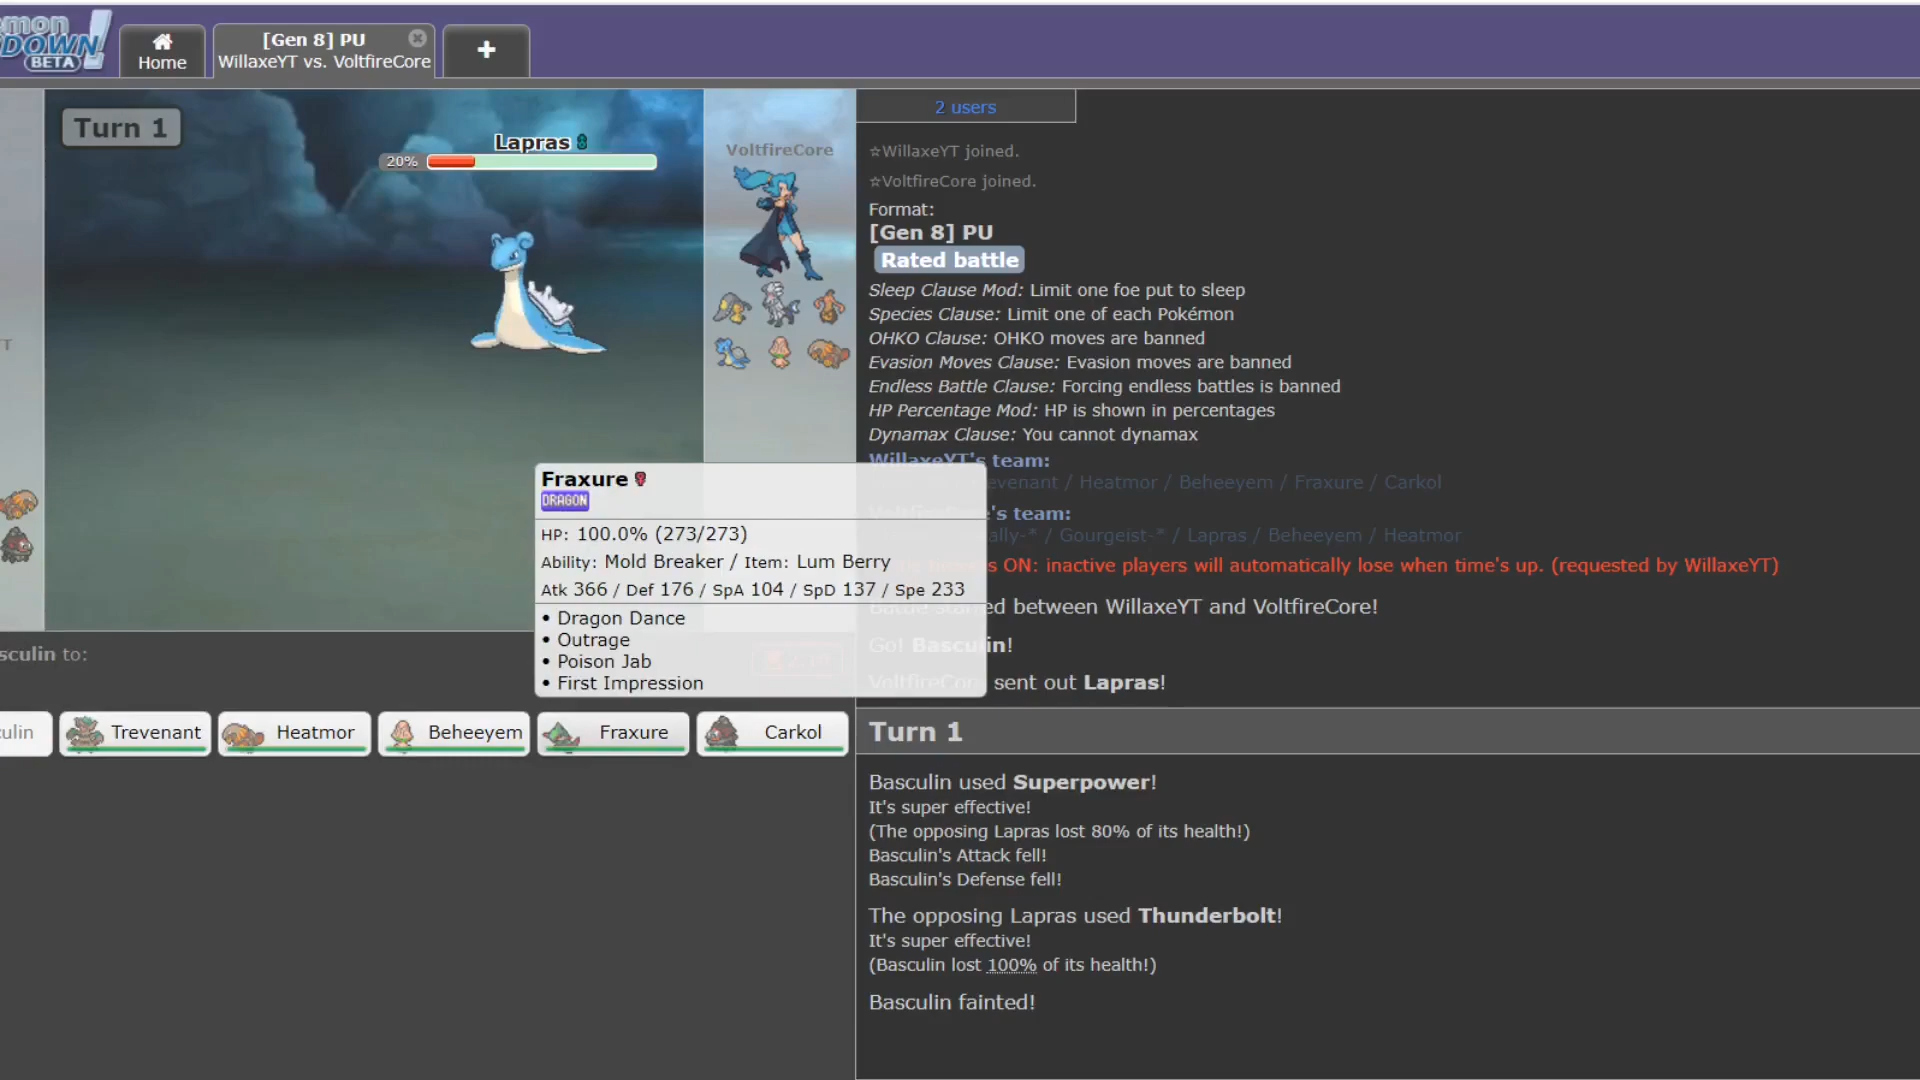 mon
DOWN!
BETA
Home
[Gen 8] PU
WillaxeYT vs. VoltfireCore
+
Turn 1
Lapras
20%
VoltfireCore
T
2 users
☆WillaxeYT joined.
☆VoltfireCore joined.
Format:
[Gen 8] PU
Rated battle
Sleep Clause Mod: Limit one foe put to sleep
Species Clause: Limit one of each Pokémon
OHKO Clause: OHKO moves are banned
Evasion Moves Clause: Evasion moves are banned
Endless Battle Clause: Forcing endless battles is banned
HP Percentage Mod: HP is shown in percentages
Dynamax Clause: You cannot dynamax
WillaxeYT's team:
evenant / Heatmor / Beheeyem / Fraxure / Carkol
's team:
ally-* / Gourgeist-* / Lapras / Beheeyem / Heatmor
ON: inactive players will automatically lose when time's up. (requested by WillaxeYT)
Battle started between WillaxeYT and VoltfireCore!
Go! Basculin!
VoltfireCore sent out Lapras!
Fraxure
DRAGON
HP: 100.0% (273/273)
Ability: Mold Breaker / Item: Lum Berry
Atk 366 / Def 176 / SpA 104 / SpD 137 / Spe 233
• Dragon Dance
• Outrage
• Poison Jab
• First Impression
sculin to:
culin
Trevenant
Heatmor
Beheeyem
Fraxure
Carkol
Turn 1
Basculin used Superpower!
It's super effective!
(The opposing Lapras lost 80% of its health!)
Basculin's Attack fell!
Basculin's Defense fell!
The opposing Lapras used Thunderbolt!
It's super effective!
(Basculin lost 100% of its health!)
Basculin fainted!